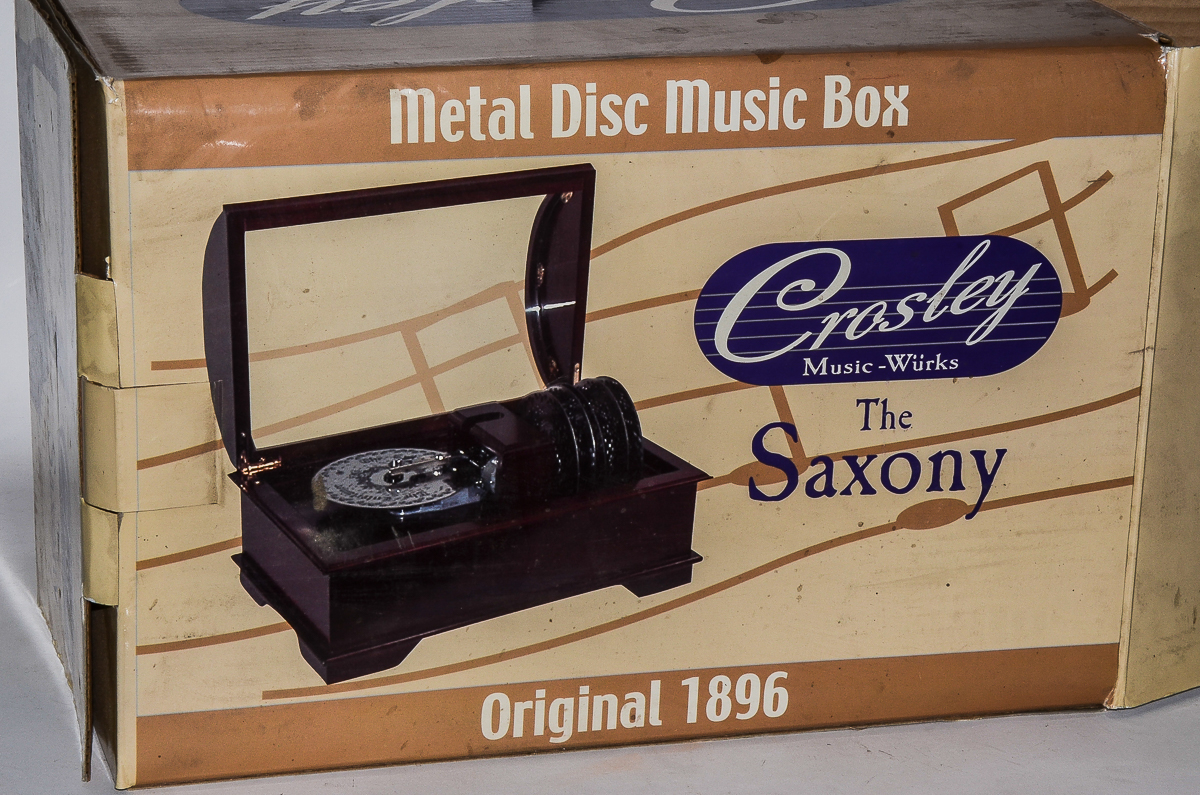 Metal Disc Music Box
Crosley
Music-Würks
The
Saxony
Original 1896